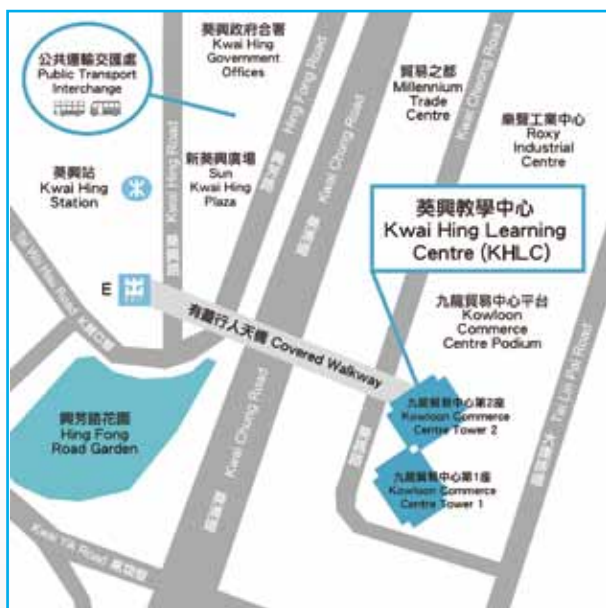 公共運輸交匯處
Public Transport
Interchange
葵興政府合署
Kwai Hing
Government
Offices
Hing Fong Road
貿易之都
Millennium
Trade
Centre
Kwai Cheong Road
樂聲工業中心
Roxy
Industrial
Centre
Kwai Chung Road
葵興站
Kwai Hing
Station
Kwai Hing Road
新葵興廣場
Sun
Kwai Hing
Plaza
葵興教學中心
Kwai Hing Learning
Centre (KHLC)
Tai Wo Hau Road
E
有蓋行人天橋 Covered Walkway
九龍貿易中心平台
Kowloon
Commerce
Centre Podium
Tai Lin Pai Road
興芳路花園
Hing Fong
Road Garden
Kwai Chung Road
九龍貿易中心第2座
Kowloon Commerce
Centre Tower 2
九龍貿易中心第1座
Kowloon Commerce
Centre Tower 1
Kwai Yi Road